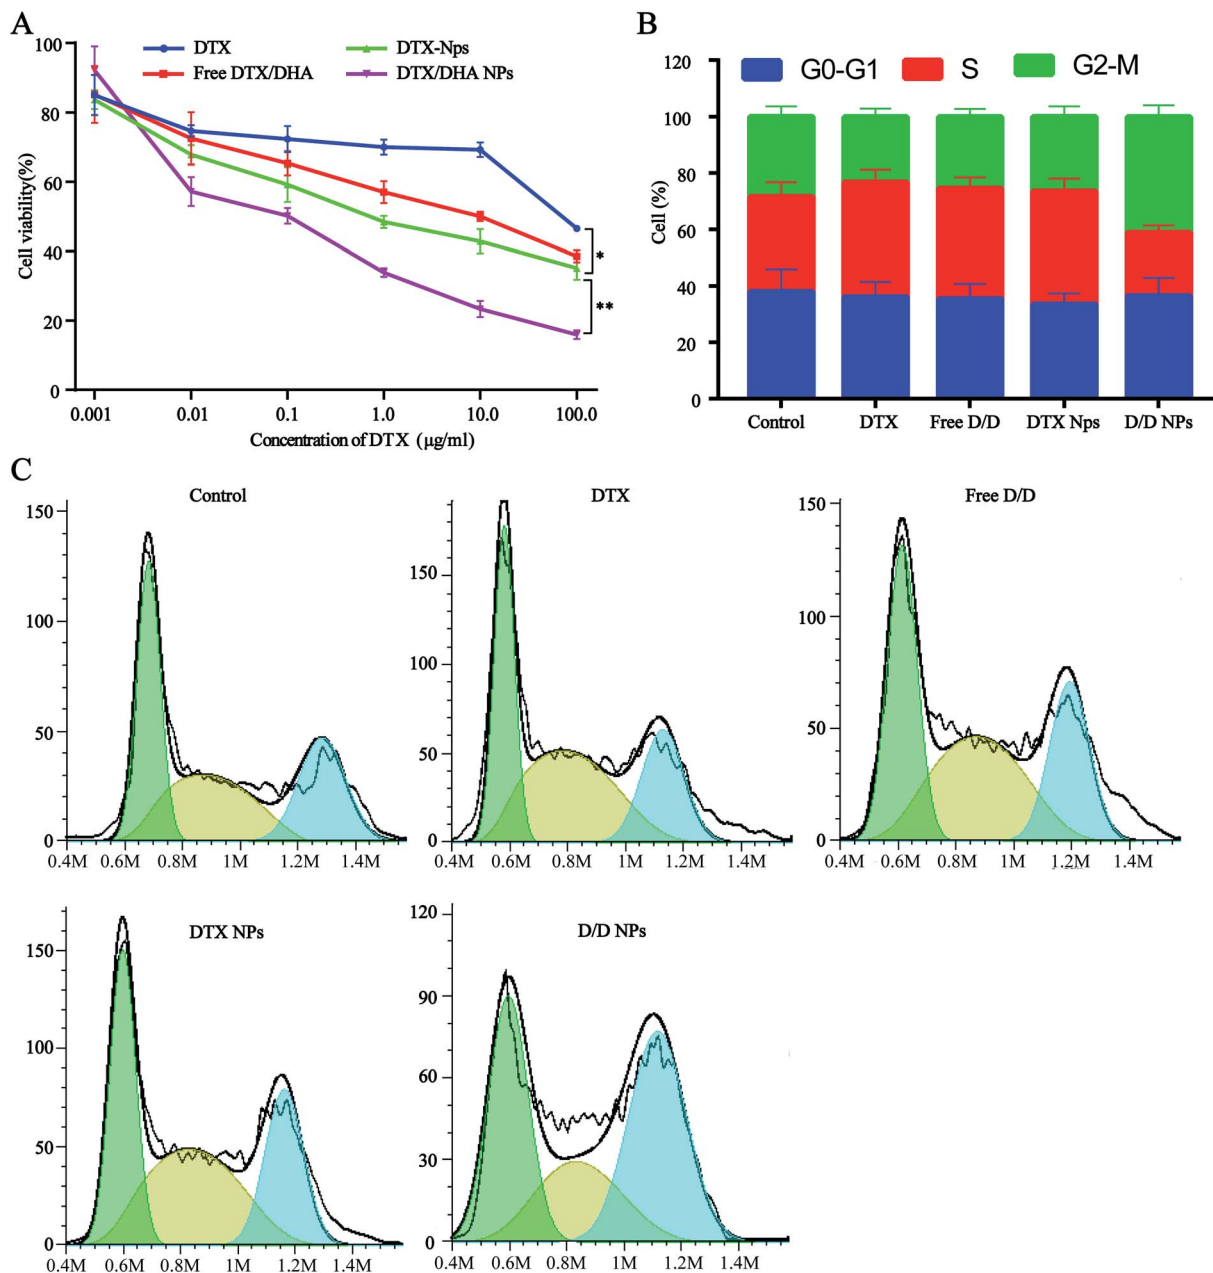 A
DTX
DTX-Nps
Free DTX/DHA
DTX/DHA NPs
Cell viability(%)
100
80
60
40
20
0
*
**
0.001 0.01 0.1 1.0 10.0 100.0
Concentration of DTX (μg/ml)
B
G0-G1 S G2-M
Cell (%)
120
100
80
60
40
20
0
Control DTX Free D/D DTX Nps D/D NPs
C
Control
150
100
50
0
0.4M 0.6M 0.8M 1M 1.2M 1.4M
DTX
150
100
50
0
0.4M 0.6M 0.8M 1M 1.2M 1.4M
Free D/D
150
100
50
0
0.4M 0.6M 0.8M 1M 1.2M 1.4M
DTX NPs
150
100
50
0
0.4M 0.6M 0.8M 1M 1.2M 1.4M
D/D NPs
120
90
60
30
0
0.4M 0.6M 0.8M 1M 1.2M 1.4M